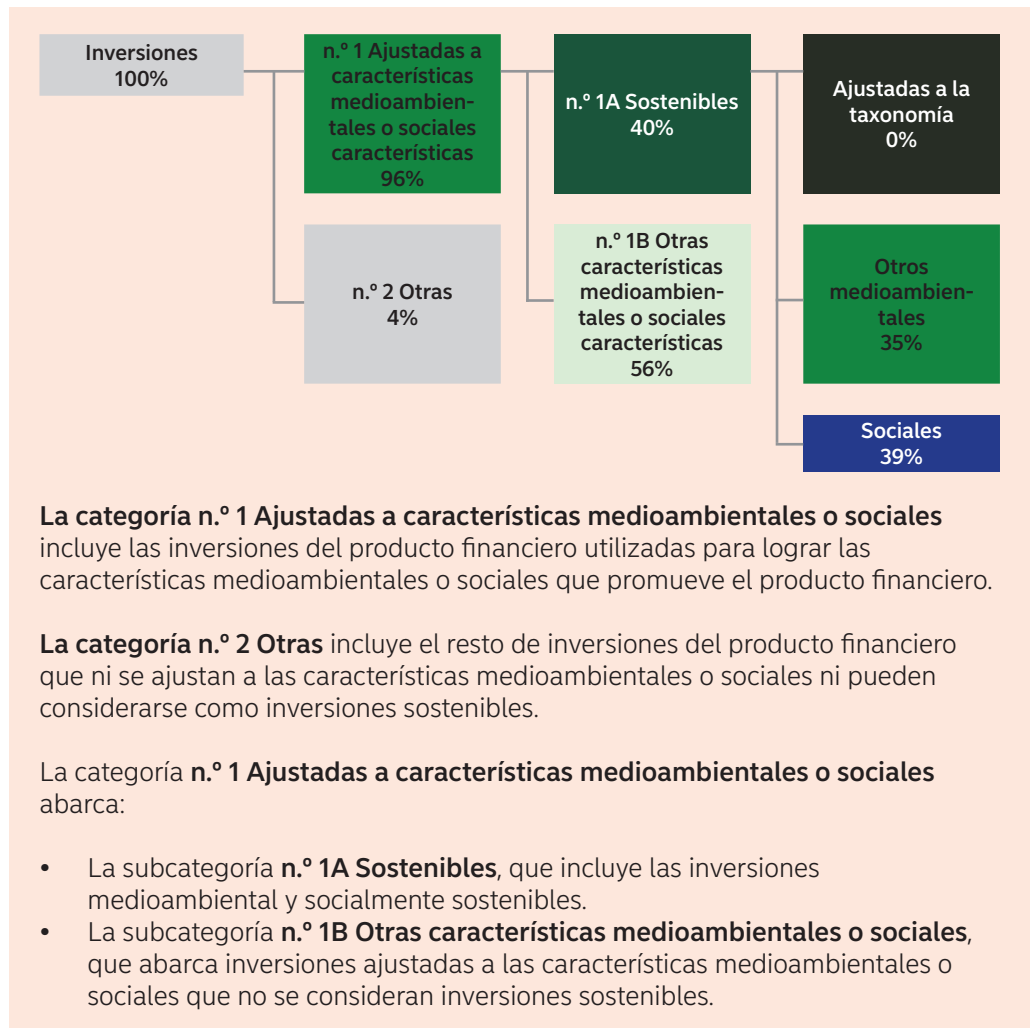 Inversiones
100%
n.º 1 Ajustadas a
características
medioambien-
tales o sociales
características
96%
n.º 1A Sostenibles
40%
Ajustadas a la
taxonomía
0%
n.º 2 Otras
4%
n.º 1B Otras
características
medioambien-
tales o sociales
características
56%
Otros
medioambien-
tales
35%
Sociales
39%
La categoría n.º 1 Ajustadas a características medioambientales o sociales
incluye las inversiones del producto financiero utilizadas para lograr las
características medioambientales o sociales que promueve el producto financiero.
La categoría n.º 2 Otras incluye el resto de inversiones del producto financiero
que ni se ajustan a las características medioambientales o sociales ni pueden
considerarse como inversiones sostenibles.
La categoría n.º 1 Ajustadas a características medioambientales o sociales
abarca:
• La subcategoría n.º 1A Sostenibles, que incluye las inversiones
medioambiental y socialmente sostenibles.
• La subcategoría n.º 1B Otras características medioambientales o sociales,
que abarca inversiones ajustadas a las características medioambientales o
sociales que no se consideran inversiones sostenibles.